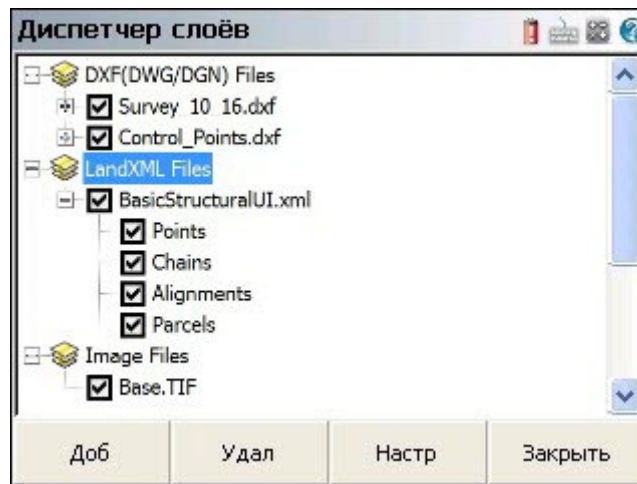 Диспетчер слоёв
DXF(DWG/DGN) Files
Survey 10 16.dxf
Control_Points.dxf
LandXML Files
BasicStructuralUI.xml
Points
Chains
Alignments
Parcels
Image Files
Base.TIF
Доб Удал Настр Закрыть